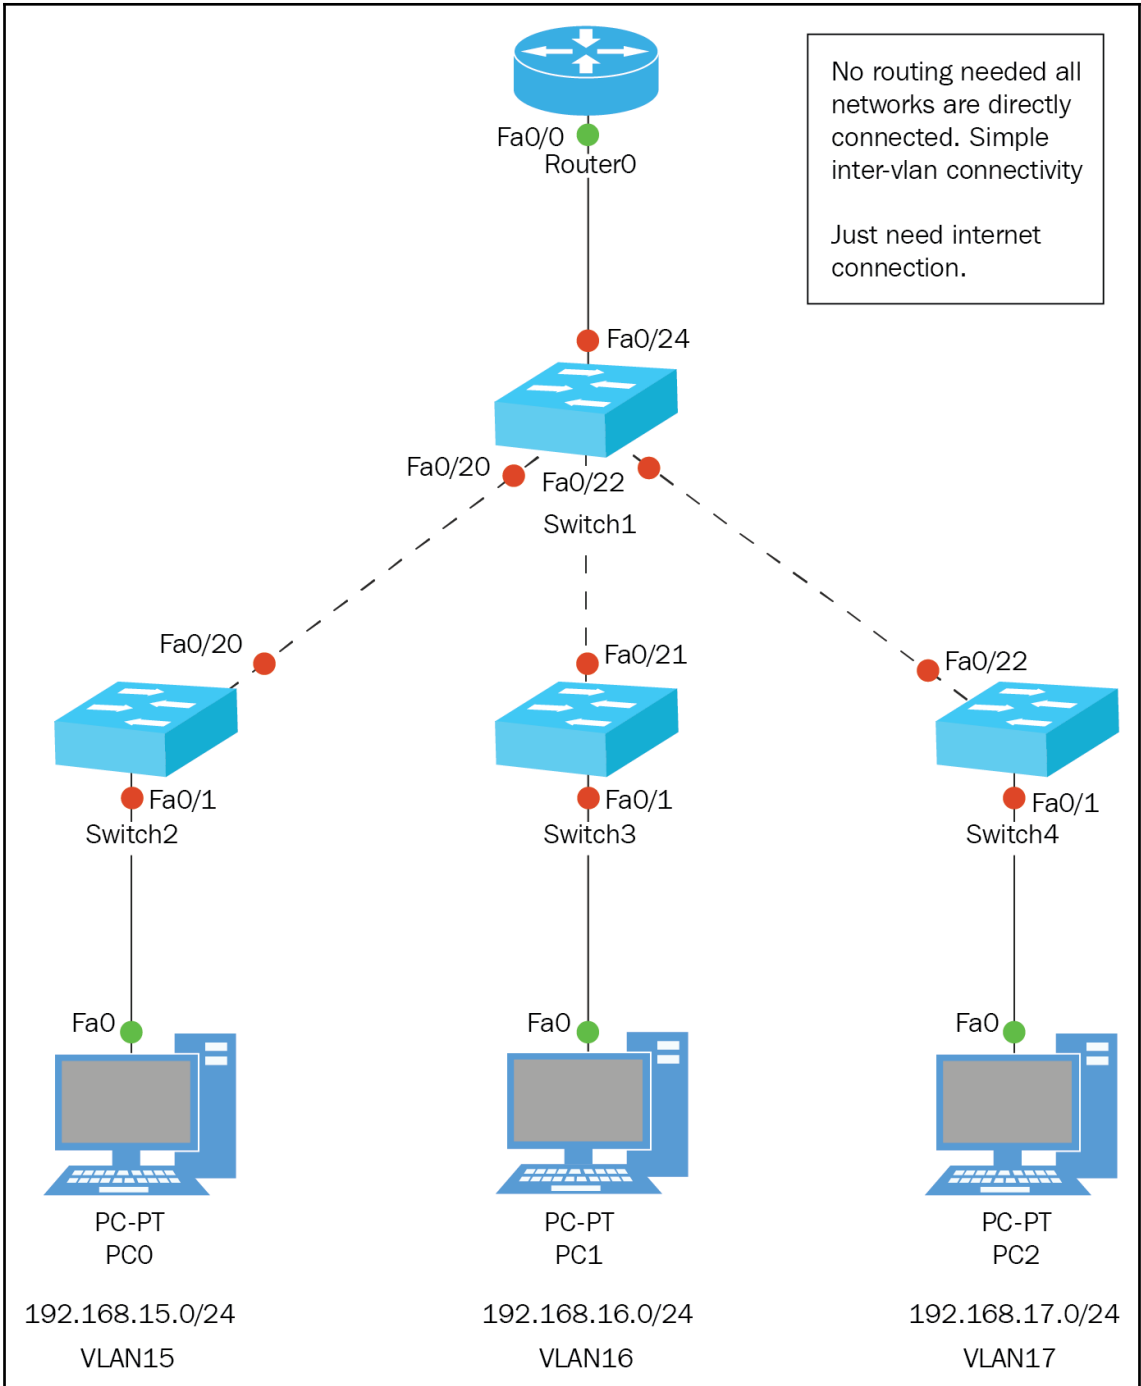 No routing needed all
networks are directly
connected. Simple
inter-vlan connectivity
Just need internet
connection.
Fa0/0
Router0
Fa0/24
Fa0/20
Fa0/22
Switch1
Fa0/20
Fa0/21
Fa0/22
Fa0/1
Fa0/1
Fa0/1
Switch2
Switch3
Switch4
Fa0
Fa0
Fa0
PC-PT
PC0
PC-PT
PC1
PC-PT
PC2
192.168.15.0/24
192.168.16.0/24
192.168.17.0/24
VLAN15
VLAN16
VLAN17